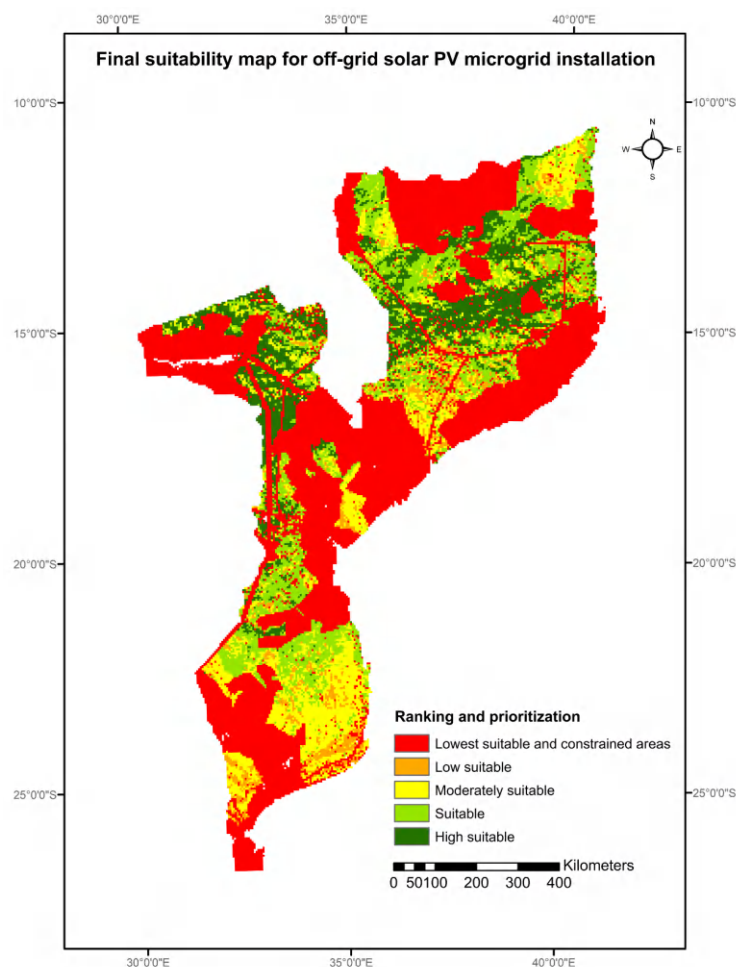 30°0'0"E 35°0'0"E 40°0'0"E
Final suitability map for off-grid solar PV microgrid installation
10°0'0"S 10°0'0"S
N
W E
S
15°0'0"S 15°0'0"S
20°0'0"S 20°0'0"S
Ranking and prioritization
Lowest suitable and constrained areas
Low suitable
Moderately suitable
25°0'0"S 25°0'0"S
Suitable
High suitable
Kilometers
0 50100 200 300 400
30°0'0"E 35°0'0"E 40°0'0"E